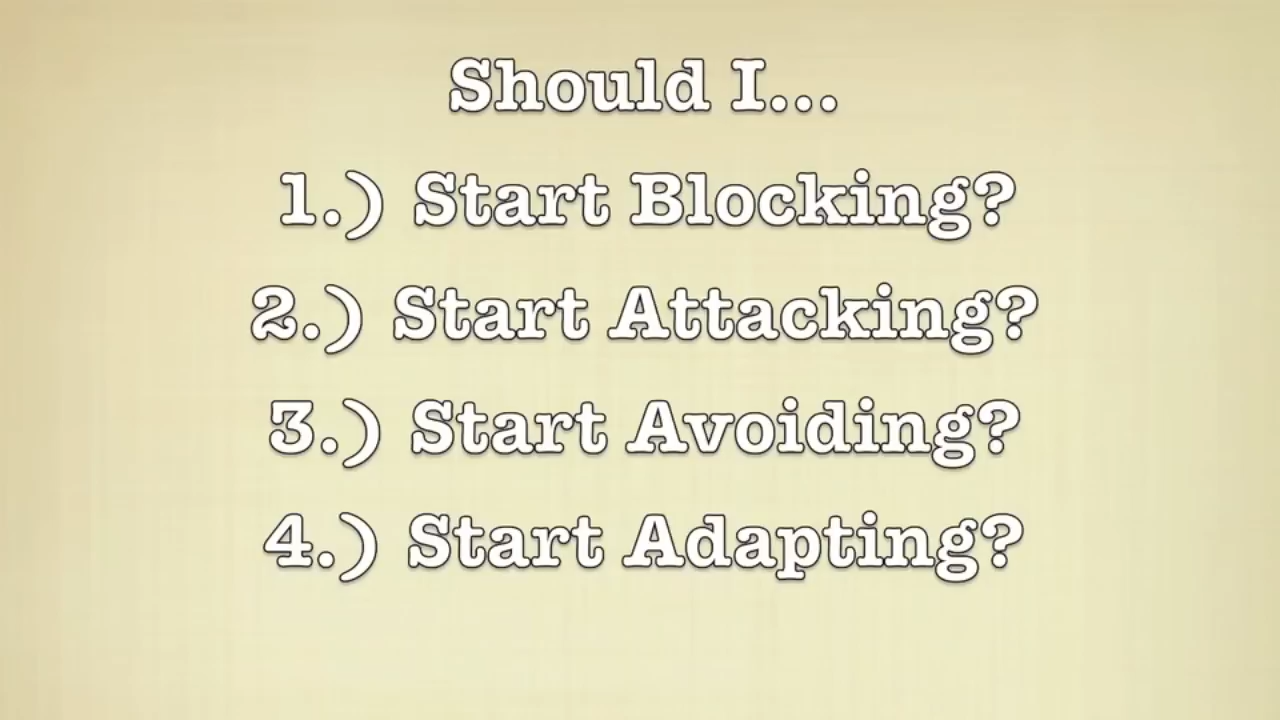 Should I...
1.) Start Blocking?
2.) Start Attacking?
3.) Start Avoiding?
4.) Start Adapting?